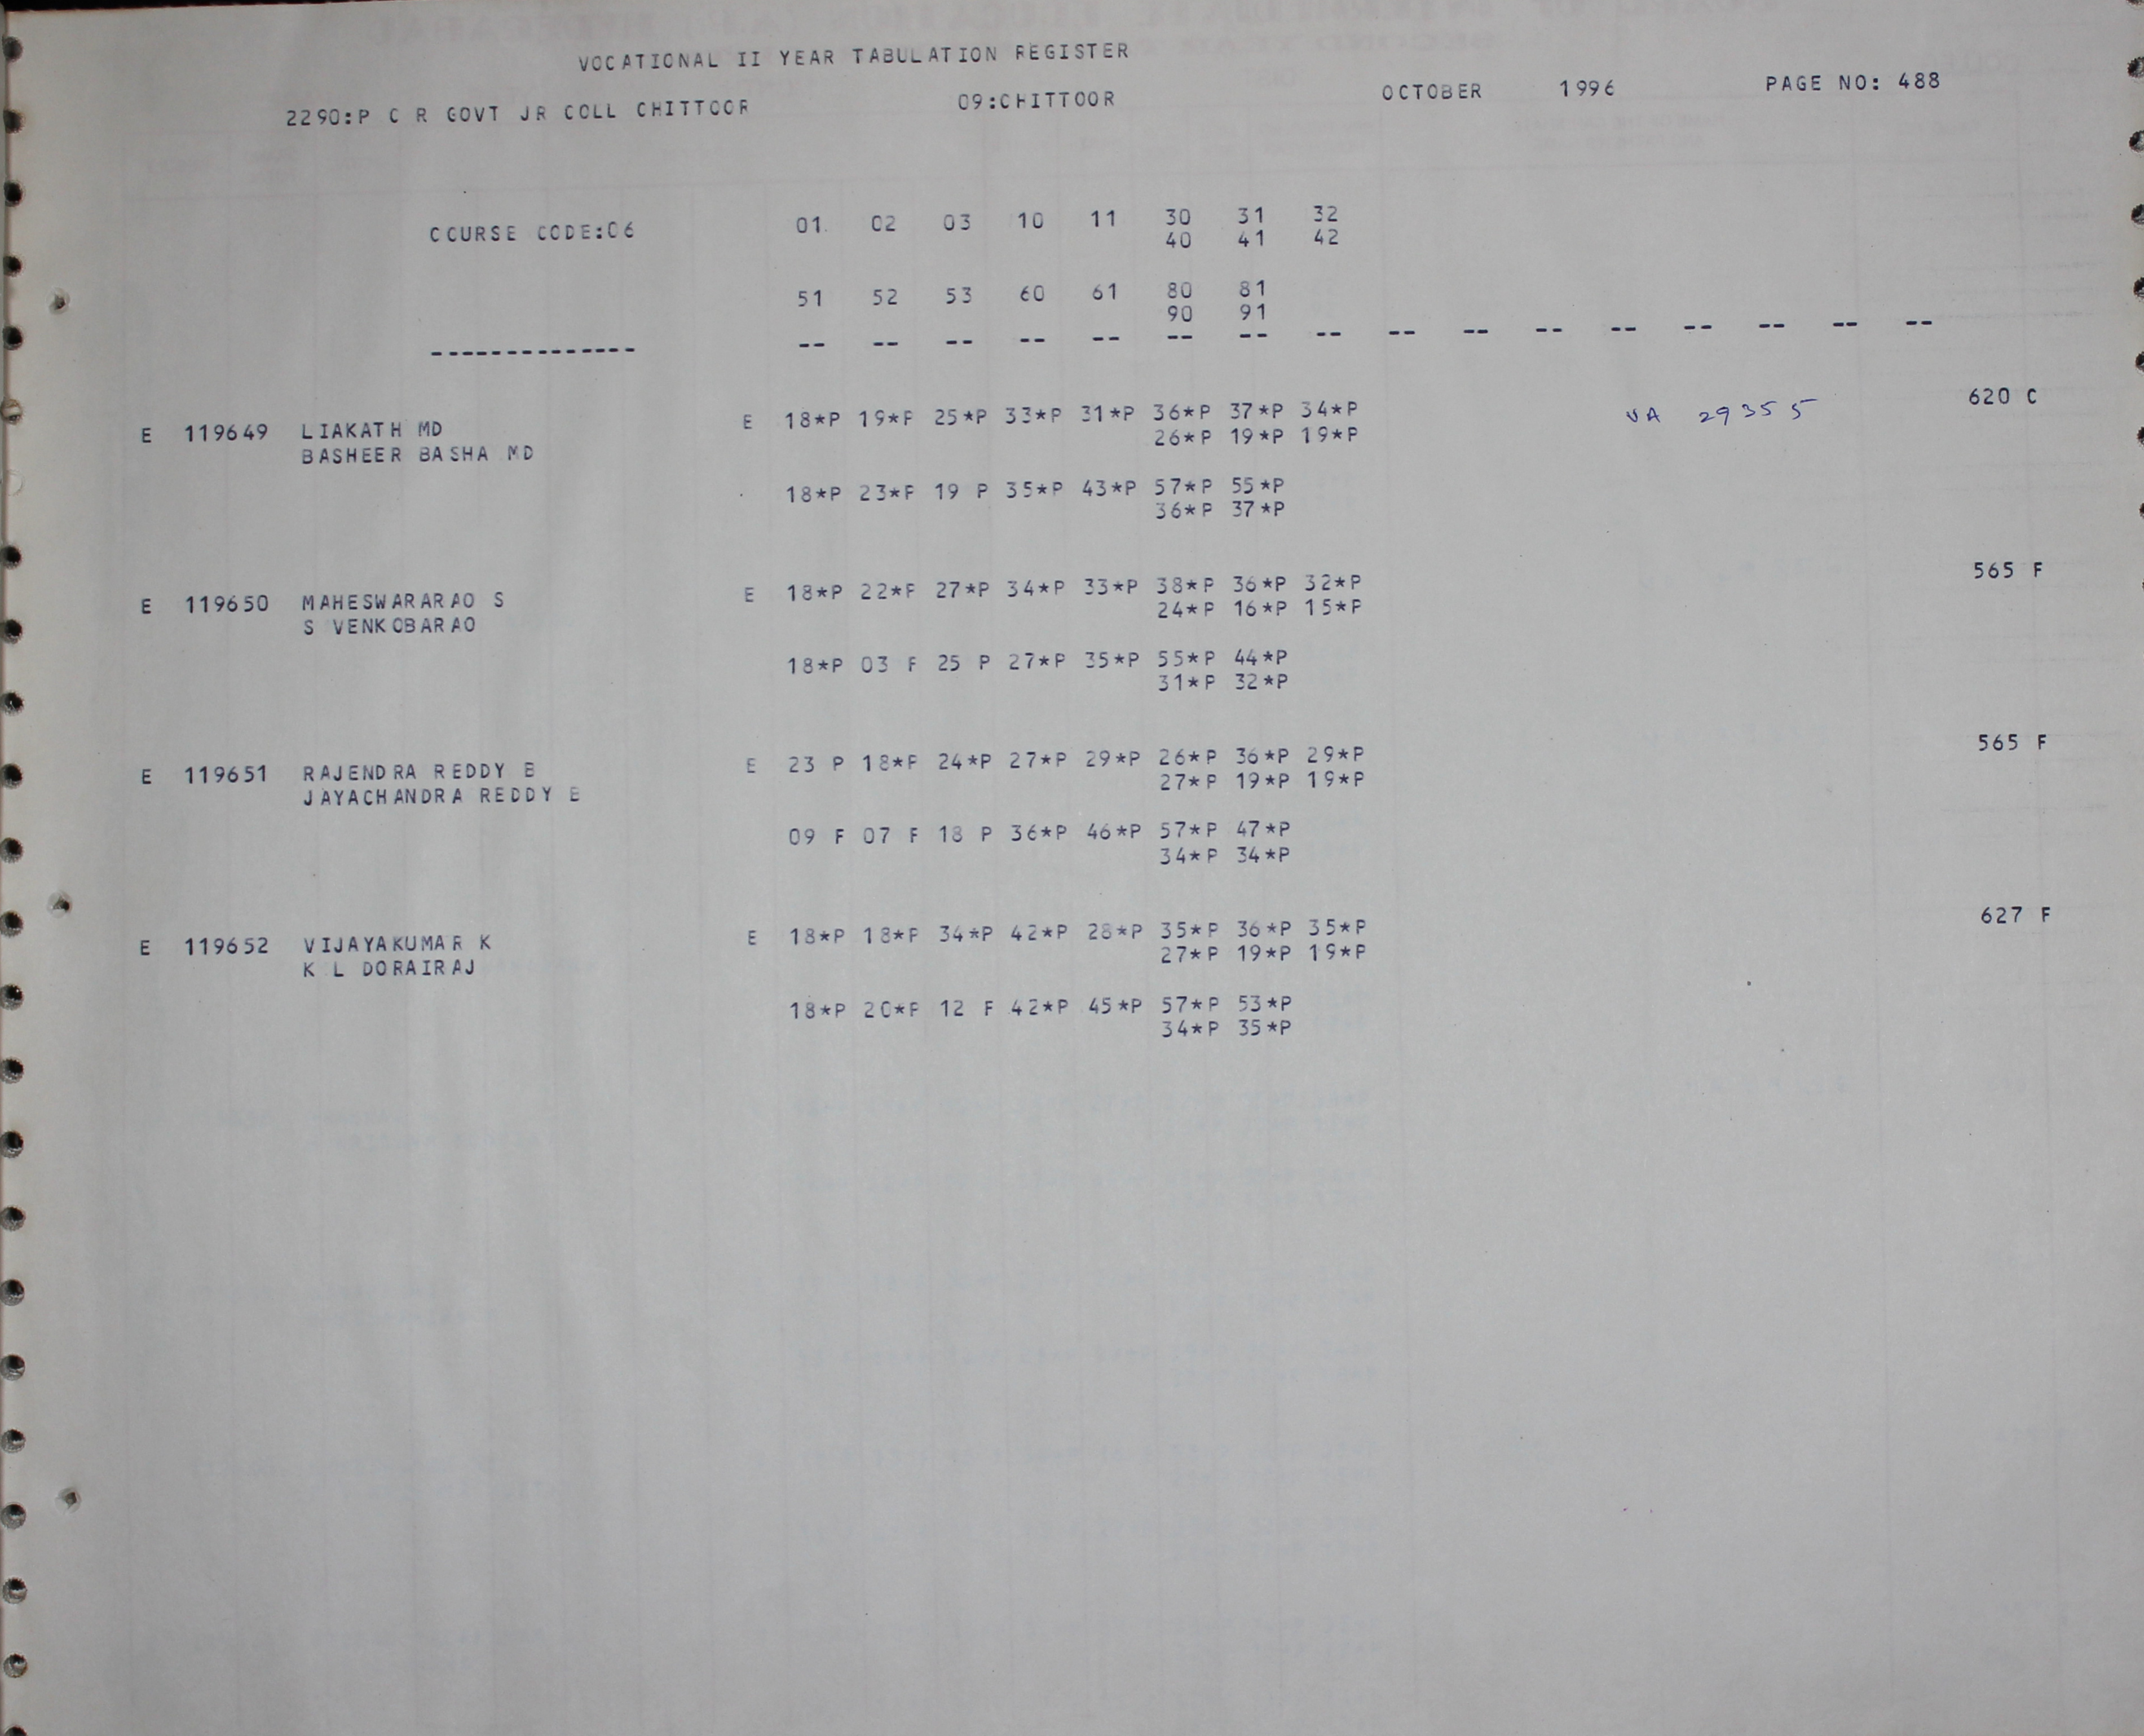 VOCATIONAL II YEAR TABULATION REGISTER
2290:P C R GOVT JR COLL CHITTOOR 09:CHITTOOR OCTOBER 1996 PAGE NO: 488
COURSE CODE:06 01 02 03 10 11 30 31 32
40 41 42
51 52 53 60 61 80 81
90 91
-------------- -- -- -- -- -- -- -- -- -- -- -- -- -- -- -- --
E 119649 LIAKATH MD E 18*P 19*P 25*P 33*P 31*P 36*P 37*P 34*P VA 29355 620 C
BASHEER BASHA MD 26*P 19*P 19*P
18*P 23*P 19 P 35*P 43*P 57*P 55*P
36*P 37*P
E 119650 MAHESWARARAO S E 18*P 22*P 27*P 34*P 33*P 38*P 36*P 32*P 565 F
S VENKOBARAO 24*P 16*P 15*P
18*P 03 F 25 P 27*P 35*P 55*P 44*P
31*P 32*P
E 119651 RAJENDRA REDDY B E 23 P 18*P 24*P 27*P 29*P 26*P 36*P 29*P 565 F
JAYACHANDRA REDDY B 27*P 19*P 19*P
09 F 07 F 18 P 36*P 46*P 57*P 47*P
34*P 34*P
E 119652 VIJAYAKUMAR K E 18*P 18*P 34*P 42*P 28*P 35*P 36*P 35*P 627 F
K L DORAIRAJ 27*P 19*P 19*P
18*P 20*P 12 F 42*P 45*P 57*P 53*P
34*P 35*P